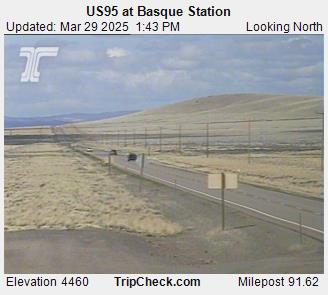 US95 at Basque Station
Updated: Mar 29 2025 1:43 PM Looking North
Elevation 4460 TripCheck.com Milepost 91.62